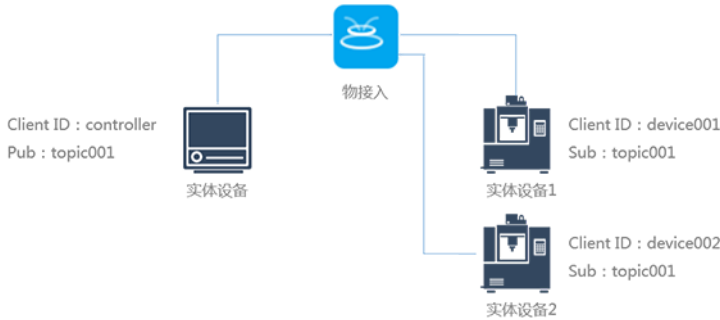 物接入
Client ID：controller
Pub：topic001
实体设备
Client ID：device001
Sub：topic001
实体设备1
Client ID：device002
Sub：topic001
实体设备2